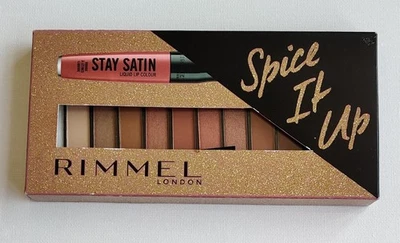 STAY SATIN
LIQUID LIP COLOUR
Spice
It
Up
RIMMEL
LONDON